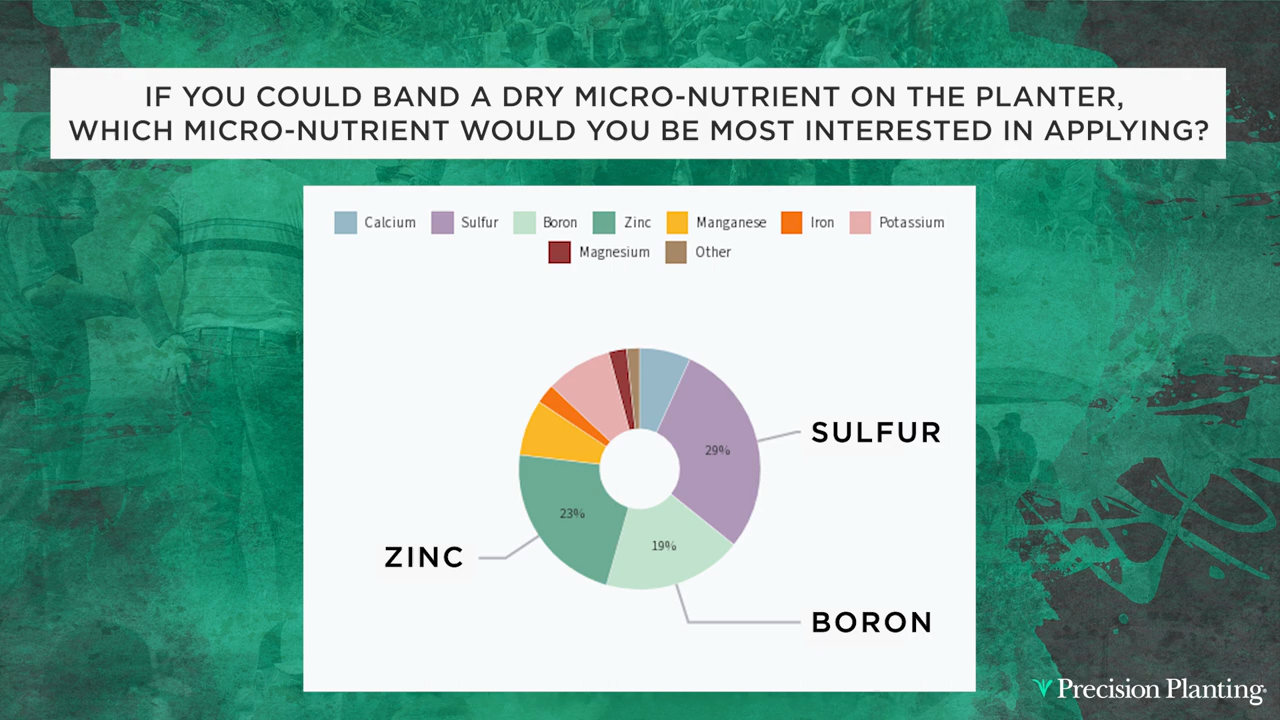 IF YOU COULD BAND A DRY MICRO-NUTRIENT ON THE PLANTER,
WHICH MICRO-NUTRIENT WOULD YOU BE MOST INTERESTED IN APPLYING?
Calcium Sulfur Boron Zinc Manganese Iron Potassium
Magnesium Other
SULFUR
29%
23%
19%
ZINC
BORON
Precision Planting